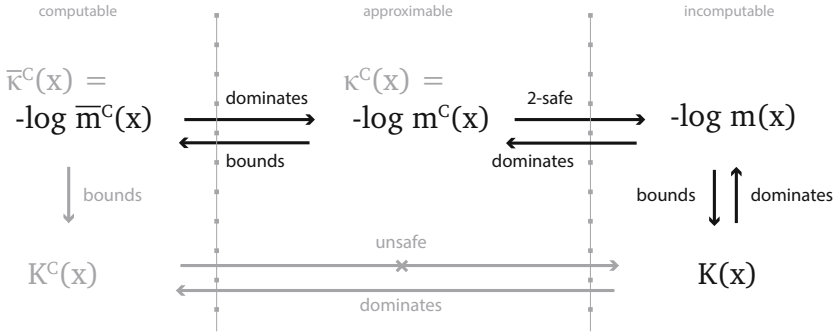 computable approximable incomputable
κ̅ᶜ(x) = κᶜ(x) =
dominates 2-safe
-log m̅ᶜ(x) -log mᶜ(x) -log m(x)
bounds dominates
bounds bounds dominates
unsafe
Kᶜ(x) K(x)
dominates